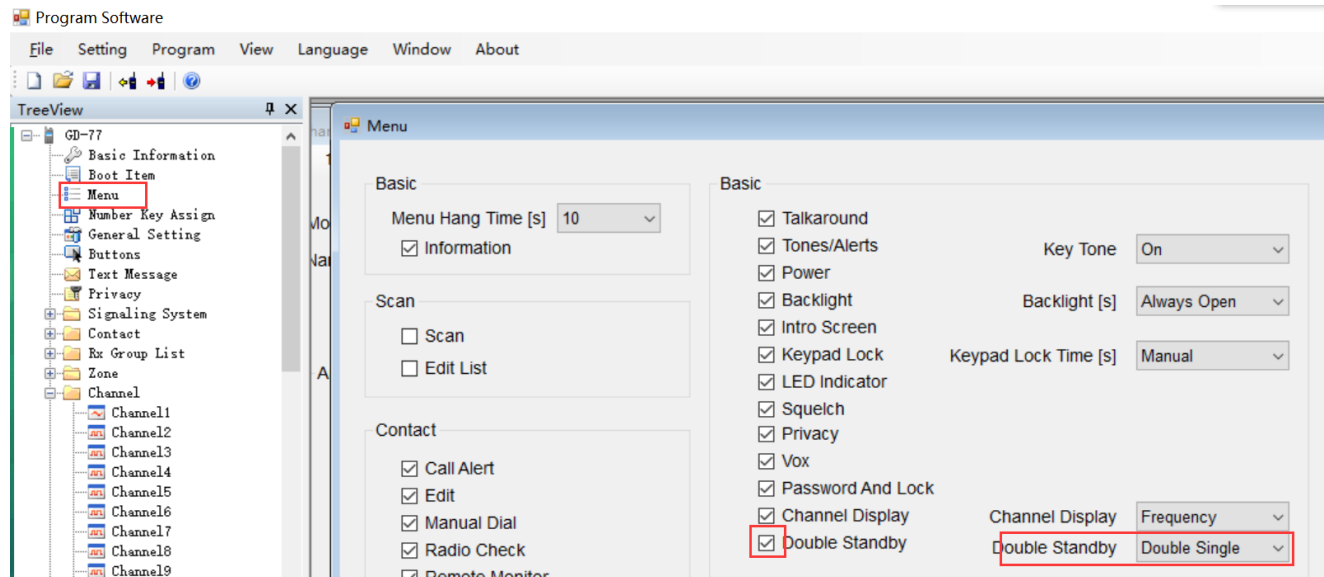 Program Software
File Setting Program View Language Window About
TreeView
GD-77
Basic Information
Boot Item
Menu
Number Key Assign
General Setting
Buttons
Text Message
Privacy
Signaling System
Contact
Rx Group List
Zone
Channel
Channel1
Channel2
Channel3
Channel4
Channel5
Channel6
Channel7
Channel8
Channel9
Menu
Basic
Menu Hang Time [s] 10
Information
Scan
Scan
Edit List
Contact
Call Alert
Edit
Manual Dial
Radio Check
Remote Monitor
Basic
Talkaround
Tones/Alerts Key Tone On
Power
Backlight Backlight [s] Always Open
Intro Screen
Keypad Lock Keypad Lock Time [s] Manual
LED Indicator
Squelch
Privacy
Vox
Password And Lock
Channel Display Channel Display Frequency
Double Standby Double Standby Double Single